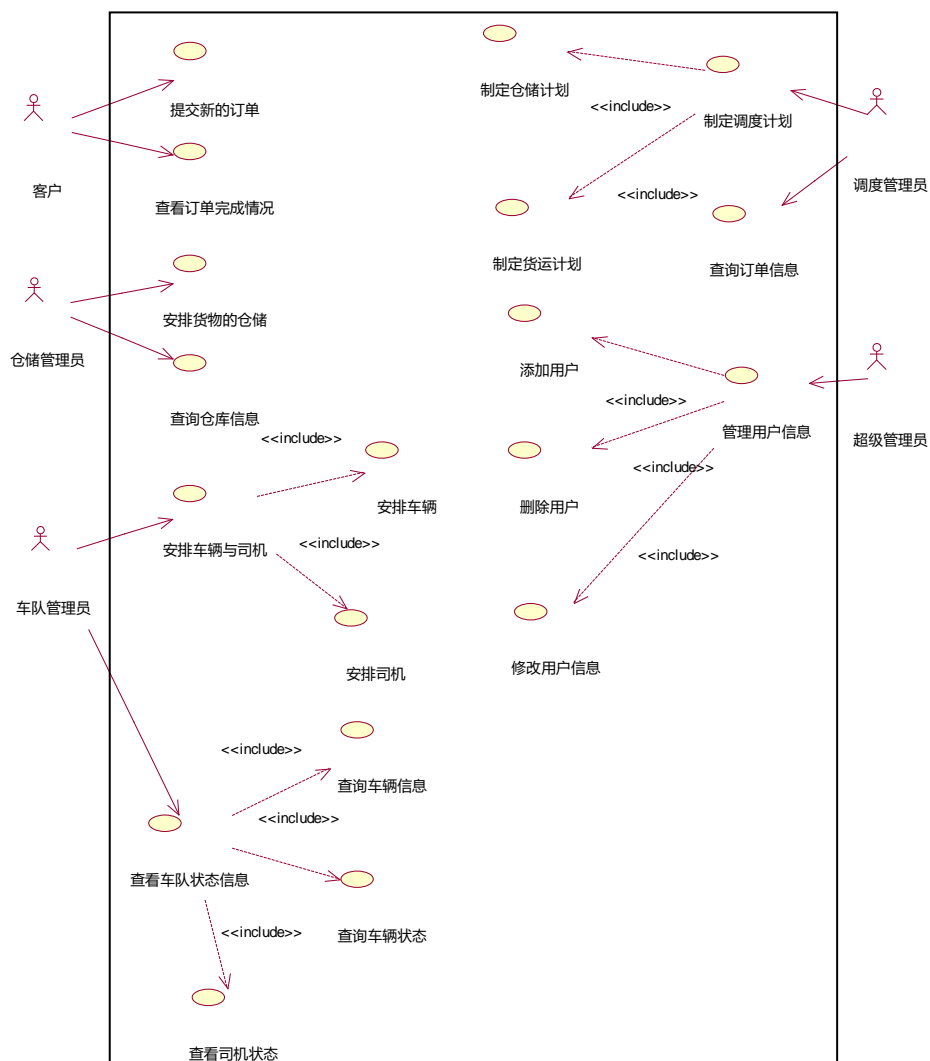 制定仓储计划
提交新的订单
<<include>>
制定调度计划
客户
调度管理员
查看订单完成情况
<<include>>
制定货运计划
查询订单信息
安排货物的仓储
仓储管理员
添加用户
查询仓库信息
<<include>>
管理用户信息
超级管理员
<<include>>
<<include>>
安排车辆
删除用户
安排车辆与司机
<<include>>
<<include>>
车队管理员
安排司机
修改用户信息
<<include>>
查询车辆信息
<<include>>
查看车队状态信息
<<include>>
查询车辆状态
查看司机状态